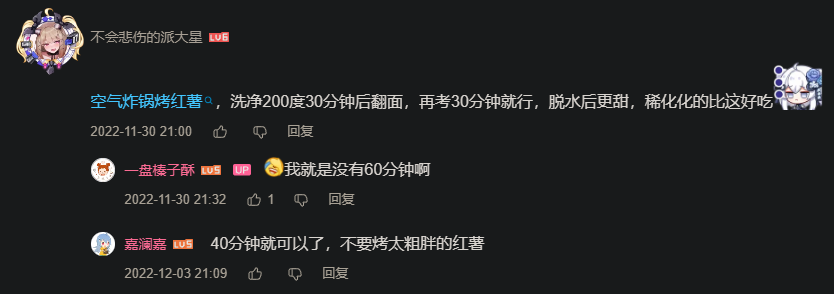 不会悲伤的派大星 LV5
空气炸锅烤红薯，洗净200度30分钟后翻面，再考30分钟就行，脱水后更甜，稀化化的比这好吃
2022-11-30 21:00 回复
一盘榛子酥 LV5 UP 我就是没有60分钟啊
2022-11-30 21:32 1 回复
嘉澜嘉 LV5 40分钟就可以了，不要烤太粗胖的红薯
2022-12-03 21:09 回复